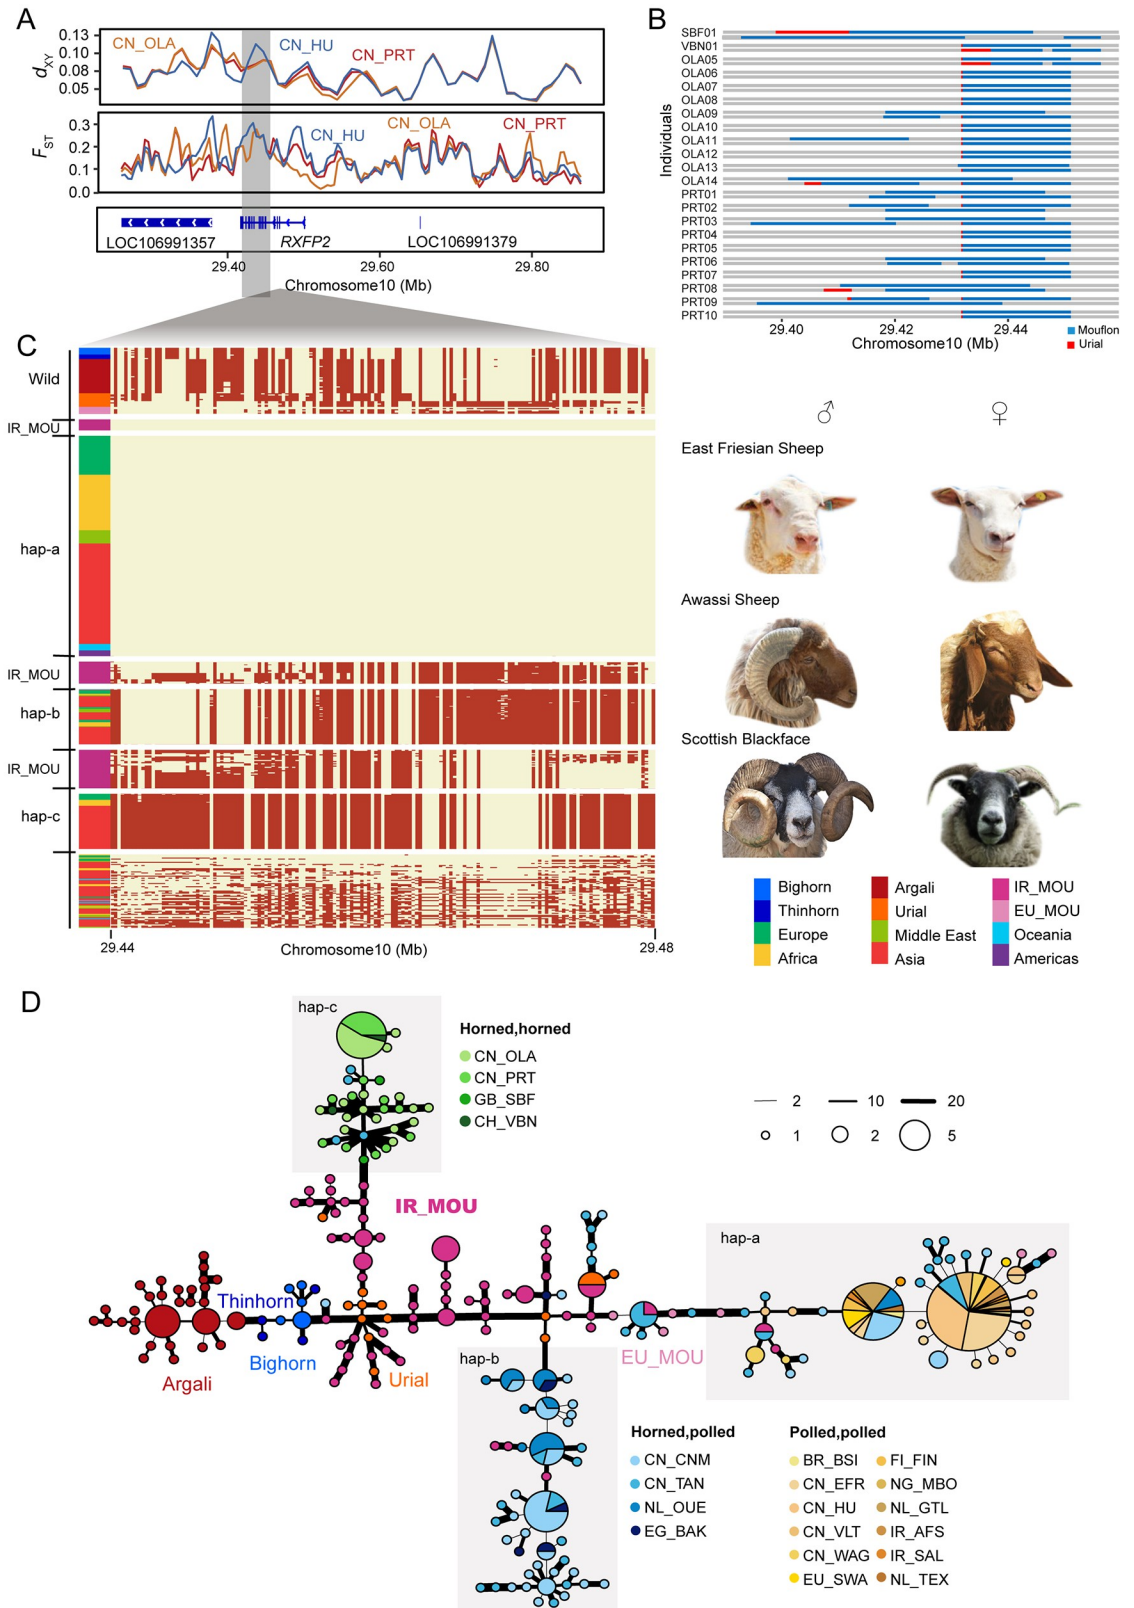 A
0.13
0.10
0.08
0.05
dXY
CN_OLA
CN_HU
CN_PRT
0.3
0.2
0.1
0.0
FST
CN_HU
CN_OLA
CN_PRT
LOC106991357
RXFP2
LOC106991379
29.40
29.60
29.80
Chromosome10 (Mb)
B
Individuals
SBF01
VBN01
OLA05
OLA06
OLA07
OLA08
OLA09
OLA10
OLA11
OLA12
OLA13
OLA14
PRT01
PRT02
PRT03
PRT04
PRT05
PRT06
PRT07
PRT08
PRT09
PRT10
29.40
29.42
29.44
Chromosome10 (Mb)
Mouflon
Urial
C
Wild
IR_MOU
hap-a
IR_MOU
hap-b
IR_MOU
hap-c
29.44
Chromosome10 (Mb)
29.48
♂
♀
East Friesian Sheep
Awassi Sheep
Scottish Blackface
Bighorn
Thinhorn
Europe
Africa
Argali
Urial
Middle East
Asia
IR_MOU
EU_MOU
Oceania
Americas
D
hap-c
Horned,horned
CN_OLA
CN_PRT
GB_SBF
CH_VBN
2
10
20
1
2
5
IR_MOU
hap-a
Thinhorn
Bighorn
Argali
Urial
hap-b
EU_MOU
Horned,polled
CN_CNM
CN_TAN
NL_OUE
EG_BAK
Polled,polled
BR_BSI
CN_EFR
CN_HU
CN_VLT
CN_WAG
EU_SWA
FI_FIN
NG_MBO
NL_GTL
IR_AFS
IR_SAL
NL_TEX